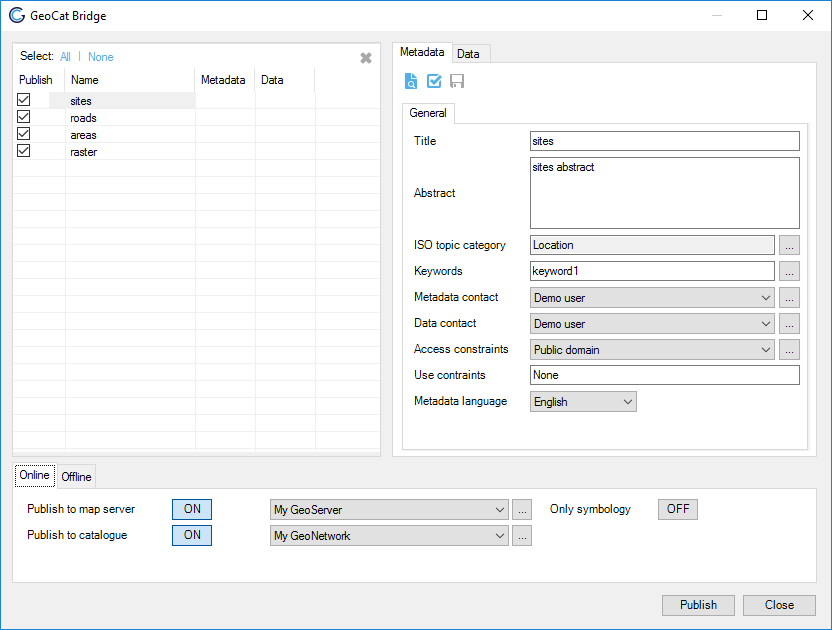 GeoCat Bridge
Select: All | None
Publish Name Metadata Data
sites
roads
areas
raster
Metadata Data
General
Title sites
Abstract sites abstract
ISO topic category Location ...
Keywords keyword1 ...
Metadata contact Demo user ...
Data contact Demo user ...
Access constraints Public domain ...
Use contraints None
Metadata language English
Online Offline
Publish to map server ON My GeoServer ... Only symbology OFF
Publish to catalogue ON My GeoNetwork ...
Publish Close